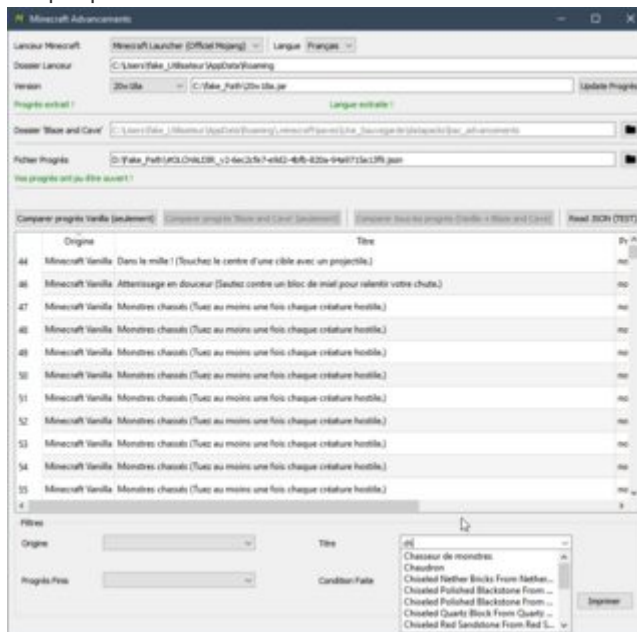 Minecraft Advancements
Lanceur Minecraft Minecraft Launcher (Officiel Mojang) Langue Français
Dossier Lanceur C:\Users\fake_Utilisateur\AppData\Roaming
Version 20w18a C:\fake_Path\20w18a.jar Update Progrès
Progrès extrait ! Langue extraite !
Dossier 'Blaze and Cave'
Fichier Progrès
Vos progrès ont pu être ouvert !
Comparer progrès Vanilla (seulement) Comparer progrès 'Blaze and Cave' (seulement) Comparer tous les progrès (Vanilla + Blaze and Cave) Read JSON (TEST)
Origine Titre Pr
44 Minecraft Vanilla Dans le mille ! (Touchez le centre d'une cible avec un projectile.) no
46 Minecraft Vanilla Atterrissage en douceur (Sautez contre un bloc de miel pour ralentir votre chute.) no
47 Minecraft Vanilla Monstres chassés (Tuez au moins une fois chaque créature hostile.) no
48 Minecraft Vanilla Monstres chassés (Tuez au moins une fois chaque créature hostile.) no
49 Minecraft Vanilla Monstres chassés (Tuez au moins une fois chaque créature hostile.) no
50 Minecraft Vanilla Monstres chassés (Tuez au moins une fois chaque créature hostile.) no
51 Minecraft Vanilla Monstres chassés (Tuez au moins une fois chaque créature hostile.) no
52 Minecraft Vanilla Monstres chassés (Tuez au moins une fois chaque créature hostile.) no
53 Minecraft Vanilla Monstres chassés (Tuez au moins une fois chaque créature hostile.) no
54 Minecraft Vanilla Monstres chassés (Tuez au moins une fois chaque créature hostile.) no
55 Minecraft Vanilla Monstres chassés (Tuez au moins une fois chaque créature hostile.) no
Filtres
Origine Titre ch
Chasseur de monstres
Chaudron
Chiseled Nether Bricks From Nether...
Progrès Finis Condition Faite
Chiseled Polished Blackstone From ...
Chiseled Polished Blackstone From ...
Chiseled Quartz Block From Quartz ...
Chiseled Red Sandstone From Red S...
Imprimer